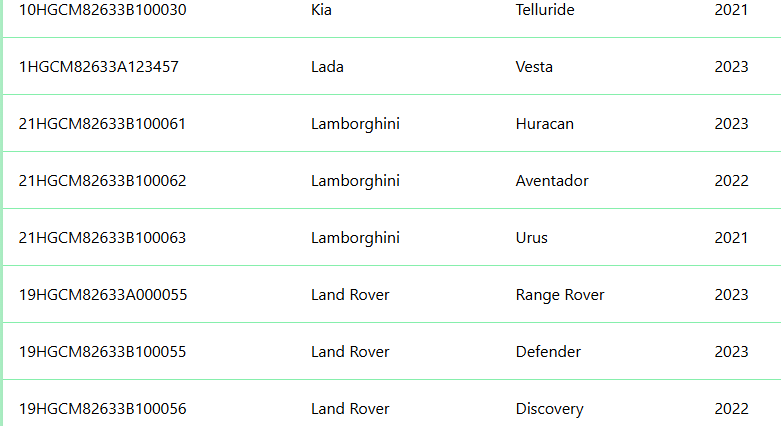 10HGCM82633B100030 Kia Telluride 2021
1HGCM82633A123457 Lada Vesta 2023
21HGCM82633B100061 Lamborghini Huracan 2023
21HGCM82633B100062 Lamborghini Aventador 2022
21HGCM82633B100063 Lamborghini Urus 2021
19HGCM82633A000055 Land Rover Range Rover 2023
19HGCM82633B100055 Land Rover Defender 2023
19HGCM82633B100056 Land Rover Discovery 2022